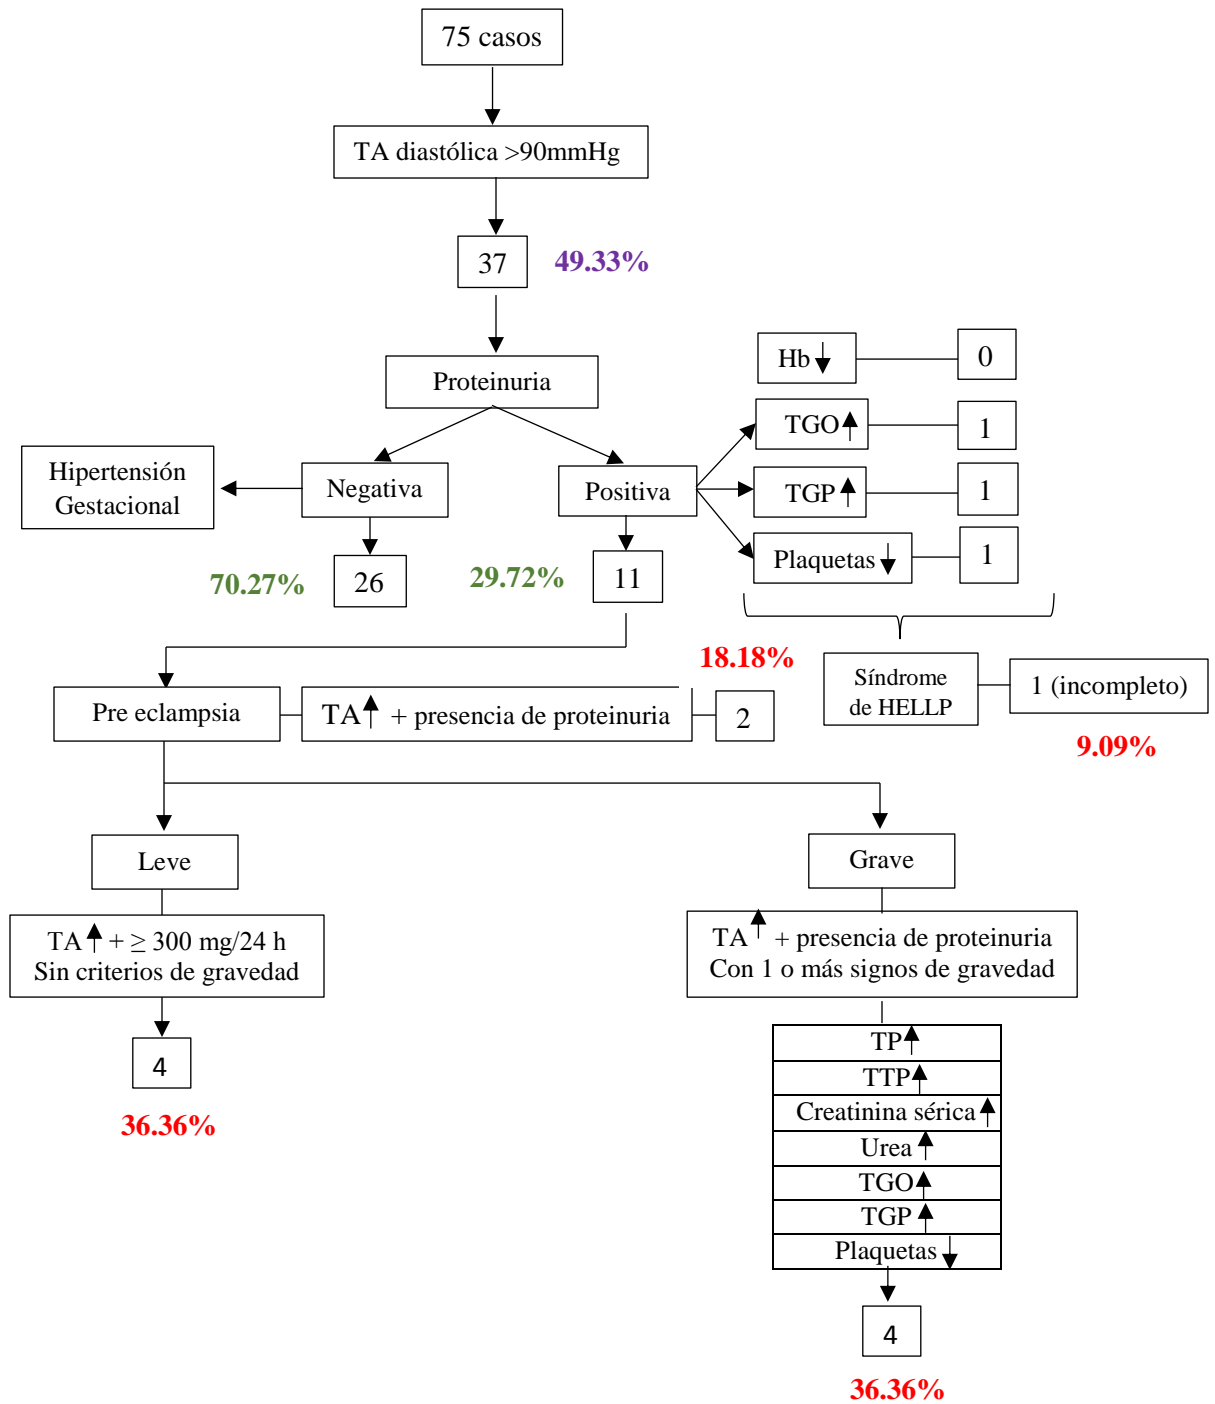 75 casos
TA diastólica >90mmHg
37
49.33%
Proteinuria
Hb
0
TGO
1
TGP
1
Plaquetas
1
Hipertensión
Gestacional
Negativa
Positiva
70.27%
26
29.72%
11
18.18%
Síndrome
de HELLP
1 (incompleto)
9.09%
Pre eclampsia
TA + presencia de proteinuria
2
Leve
Grave
TA + ≥ 300 mg/24 h
Sin criterios de gravedad
TA + presencia de proteinuria
Con 1 o más signos de gravedad
4
36.36%
TP
TTP
Creatinina sérica
Urea
TGO
TGP
Plaquetas
4
36.36%